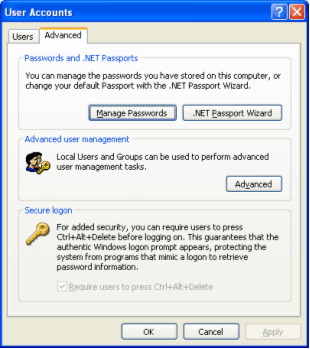 User Accounts
Users
Advanced
Passwords and .NET Passports
You can manage the passwords you have stored on this computer, or
change your default Passport with the .NET Passport Wizard.
Manage Passwords
.NET Passport Wizard
Advanced user management
Local Users and Groups can be used to perform advanced
user management tasks.
Advanced
Secure logon
For added security, you can require users to press
Ctrl+Alt+Delete before logging on. This guarantees that the
authentic Windows logon prompt appears, protecting the
system from programs that mimic a logon to retrieve
password information.
Require users to press Ctrl+Alt+Delete
OK
Cancel
Apply